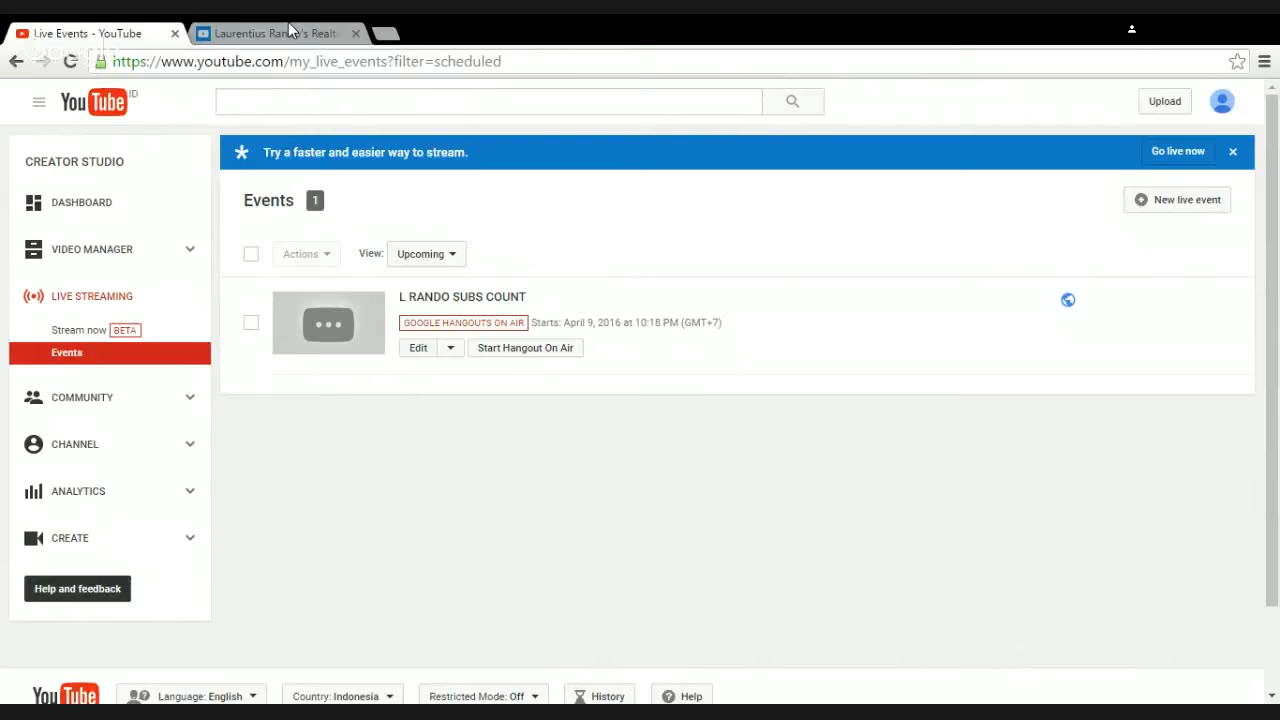 Live Events - YouTube
Laurentius Rando's Realt
https://www.youtube.com/my_live_events?filter=scheduled
YouTube ID
Upload
CREATOR STUDIO
Try a faster and easier way to stream.
Go live now
DASHBOARD
Events 1
New live event
VIDEO MANAGER
Actions
View:
Upcoming
LIVE STREAMING
L RANDO SUBS COUNT
GOOGLE HANGOUTS ON AIR Starts: April 9, 2016 at 10:18 PM (GMT+7)
Stream now BETA
Edit
Start Hangout On Air
Events
COMMUNITY
CHANNEL
ANALYTICS
CREATE
Help and feedback
YouTube
Language: English
Country: Indonesia
Restricted Mode: Off
History
Help